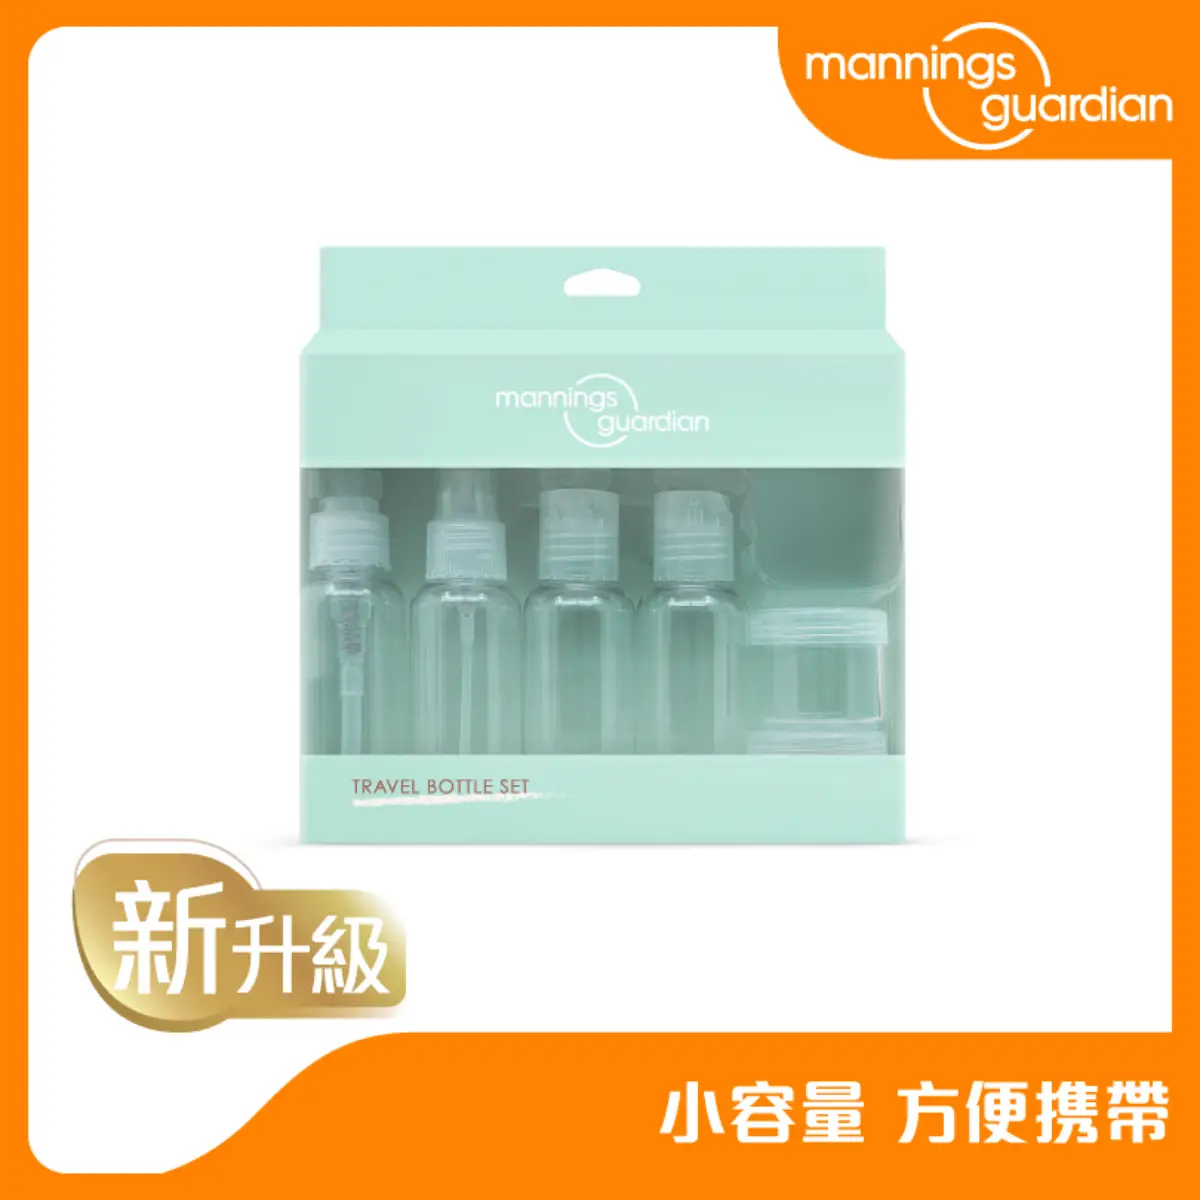 mannings
guardian
mannings
guardian
TRAVEL BOTTLE SET
新升級
小容量 方便携帶